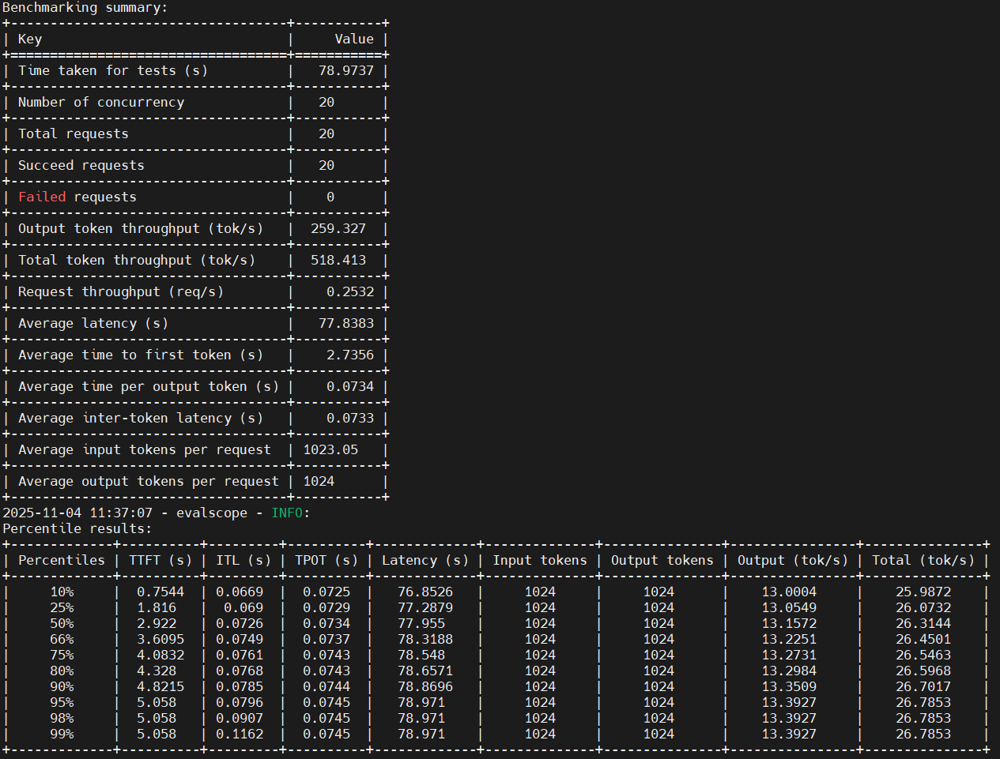 Benchmarking summary:
+-----------------------------------+-----------+
| Key                               |     Value |
+===================================+===========+
| Time taken for tests (s)          |   78.9737 |
+-----------------------------------+-----------+
| Number of concurrency             |   20      |
+-----------------------------------+-----------+
| Total requests                    |   20      |
+-----------------------------------+-----------+
| Succeed requests                  |   20      |
+-----------------------------------+-----------+
| Failed requests                   |    0      |
+-----------------------------------+-----------+
| Output token throughput (tok/s)   |  259.327  |
+-----------------------------------+-----------+
| Total token throughput (tok/s)    |  518.413  |
+-----------------------------------+-----------+
| Request throughput (req/s)        |    0.2532 |
+-----------------------------------+-----------+
| Average latency (s)               |   77.8383 |
+-----------------------------------+-----------+
| Average time to first token (s)   |    2.7356 |
+-----------------------------------+-----------+
| Average time per output token (s) |    0.0734 |
+-----------------------------------+-----------+
| Average inter-token latency (s)   |    0.0733 |
+-----------------------------------+-----------+
| Average input tokens per request  | 1023.05   |
+-----------------------------------+-----------+
| Average output tokens per request | 1024      |
+-----------------------------------+-----------+
2025-11-04 11:37:07 - evalscope - INFO:
Percentile results:
+-------------+----------+---------+----------+-------------+--------------+---------------+----------------+---------------+
| Percentiles | TTFT (s) | ITL (s) | TPOT (s) | Latency (s) | Input tokens | Output tokens | Output (tok/s) | Total (tok/s) |
+-------------+----------+---------+----------+-------------+--------------+---------------+----------------+---------------+
|     10%     |  0.7544  | 0.0669  |  0.0725  |   76.8526   |     1024     |     1024      |    13.0004     |    25.9872    |
|     25%     |  1.816   |  0.069  |  0.0729  |   77.2879   |     1024     |     1024      |    13.0549     |    26.0732    |
|     50%     |  2.922   | 0.0726  |  0.0734  |   77.955    |     1024     |     1024      |    13.1572     |    26.3144    |
|     66%     |  3.6095  | 0.0749  |  0.0737  |   78.3188   |     1024     |     1024      |    13.2251     |    26.4501    |
|     75%     |  4.0832  | 0.0761  |  0.0743  |   78.548    |     1024     |     1024      |    13.2731     |    26.5463    |
|     80%     |  4.328   | 0.0768  |  0.0743  |   78.6571   |     1024     |     1024      |    13.2984     |    26.5968    |
|     90%     |  4.8215  | 0.0785  |  0.0744  |   78.8696   |     1024     |     1024      |    13.3509     |    26.7017    |
|     95%     |  5.058   | 0.0796  |  0.0745  |   78.971    |     1024     |     1024      |    13.3927     |    26.7853    |
|     98%     |  5.058   | 0.0907  |  0.0745  |   78.971    |     1024     |     1024      |    13.3927     |    26.7853    |
|     99%     |  5.058   | 0.1162  |  0.0745  |   78.971    |     1024     |     1024      |    13.3927     |    26.7853    |
+-------------+----------+---------+----------+-------------+--------------+---------------+----------------+---------------+